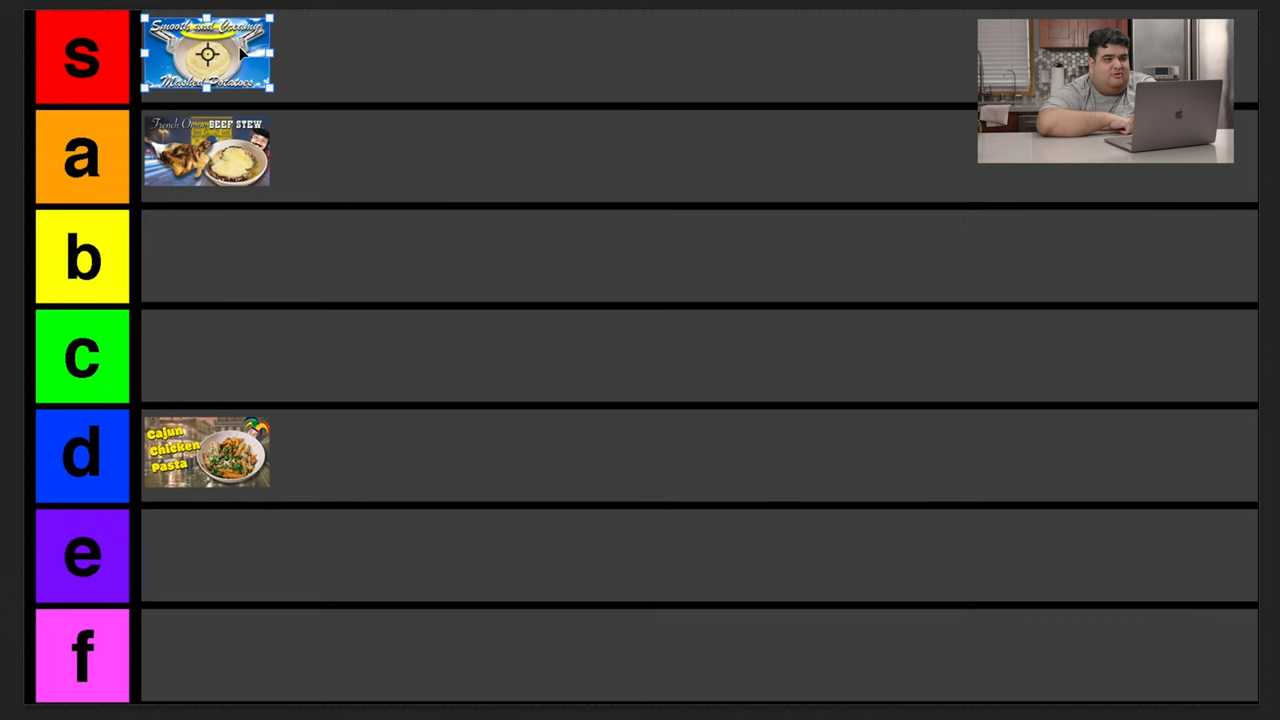 s
Smooth and Creamy
Mashed Potatoes
a
French Onion BEEF STEW
b
c
d
Cajun
Chicken
Pasta
e
f